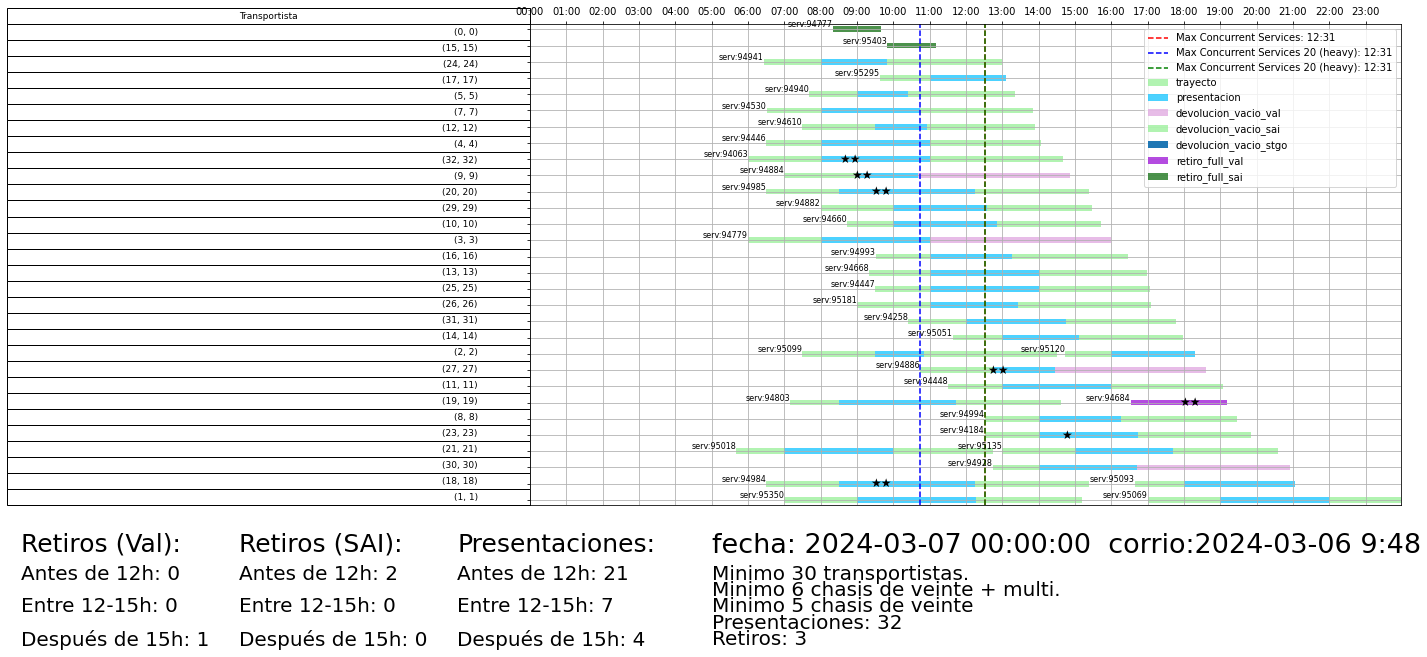 00:00 01:00 02:00 03:00 04:00 05:00 06:00 07:00 08:00 09:00 10:00 11:00 12:00 13:00 14:00 15:00 16:00 17:00 18:00 19:00 20:00 21:00 22:00 23:00
Transportista
(0, 0) serv:94777
(15, 15) serv:95403
(24, 24) serv:94941
(17, 17) serv:95295
(5, 5) serv:94940
(7, 7) serv:94530
(12, 12) serv:94610
(4, 4) serv:94446
(32, 32) serv:94063
(9, 9) serv:94884
(20, 20) serv:94985
(29, 29) serv:94882
(10, 10) serv:94660
(3, 3) serv:94779
(16, 16) serv:94993
(13, 13) serv:94668
(25, 25) serv:94447
(26, 26) serv:95181
(31, 31) serv:94258
(14, 14) serv:95051
(2, 2) serv:95099 serv:95120
(27, 27) serv:94886
(11, 11) serv:94448
(19, 19) serv:94803 serv:94684
(8, 8) serv:94994
(23, 23) serv:94184
(21, 21) serv:95018 serv:95135
(30, 30) serv:94928
(18, 18) serv:94984 serv:95093
(1, 1) serv:95350 serv:95069
Max Concurrent Services: 12:31
Max Concurrent Services 20 (heavy): 12:31
Max Concurrent Services 20 (heavy): 12:31
trayecto
presentacion
devolucion_vacio_val
devolucion_vacio_sai
devolucion_vacio_stgo
retiro_full_val
retiro_full_sai
Retiros (Val):
Antes de 12h: 0
Entre 12-15h: 0
Después de 15h: 1
Retiros (SAI):
Antes de 12h: 2
Entre 12-15h: 0
Después de 15h: 0
Presentaciones:
Antes de 12h: 21
Entre 12-15h: 7
Después de 15h: 4
fecha: 2024-03-07 00:00:00 corrio:2024-03-06 9:48
Minimo 30 transportistas.
Minimo 6 chasis de veinte + multi.
Minimo 5 chasis de veinte
Presentaciones: 32
Retiros: 3